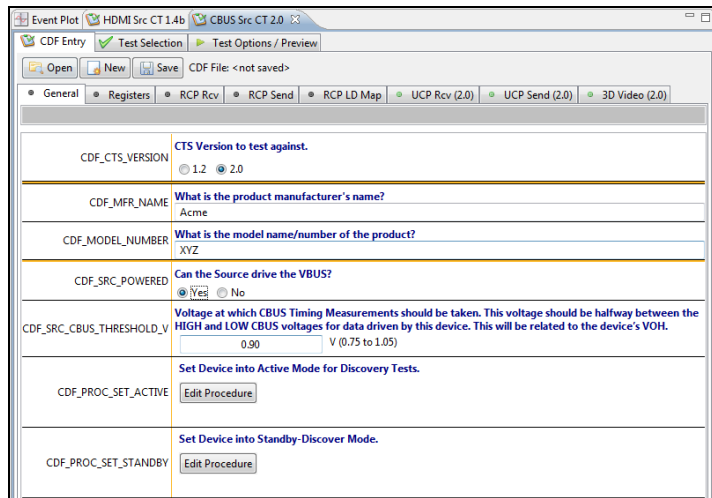 Event Plot HDMI Src CT 1.4b CBUS Src CT 2.0
CDF Entry Test Selection Test Options / Preview
Open New Save CDF File: <not saved>
General Registers RCP Rcv RCP Send RCP LD Map UCP Rcv (2.0) UCP Send (2.0) 3D Video (2.0)
CDF_CTS_VERSION
CTS Version to test against.
1.2 2.0
CDF_MFR_NAME
What is the product manufacturer's name?
Acme
CDF_MODEL_NUMBER
What is the model name/number of the product?
XYZ
CDF_SRC_POWERED
Can the Source drive the VBUS?
Yes No
CDF_SRC_CBUS_THRESHOLD_V
Voltage at which CBUS Timing Measurements should be taken. This voltage should be halfway between the
HIGH and LOW CBUS voltages for data driven by this device. This will be related to the device's VOH.
0.90 V (0.75 to 1.05)
CDF_PROC_SET_ACTIVE
Set Device into Active Mode for Discovery Tests.
Edit Procedure
CDF_PROC_SET_STANDBY
Set Device into Standby-Discover Mode.
Edit Procedure